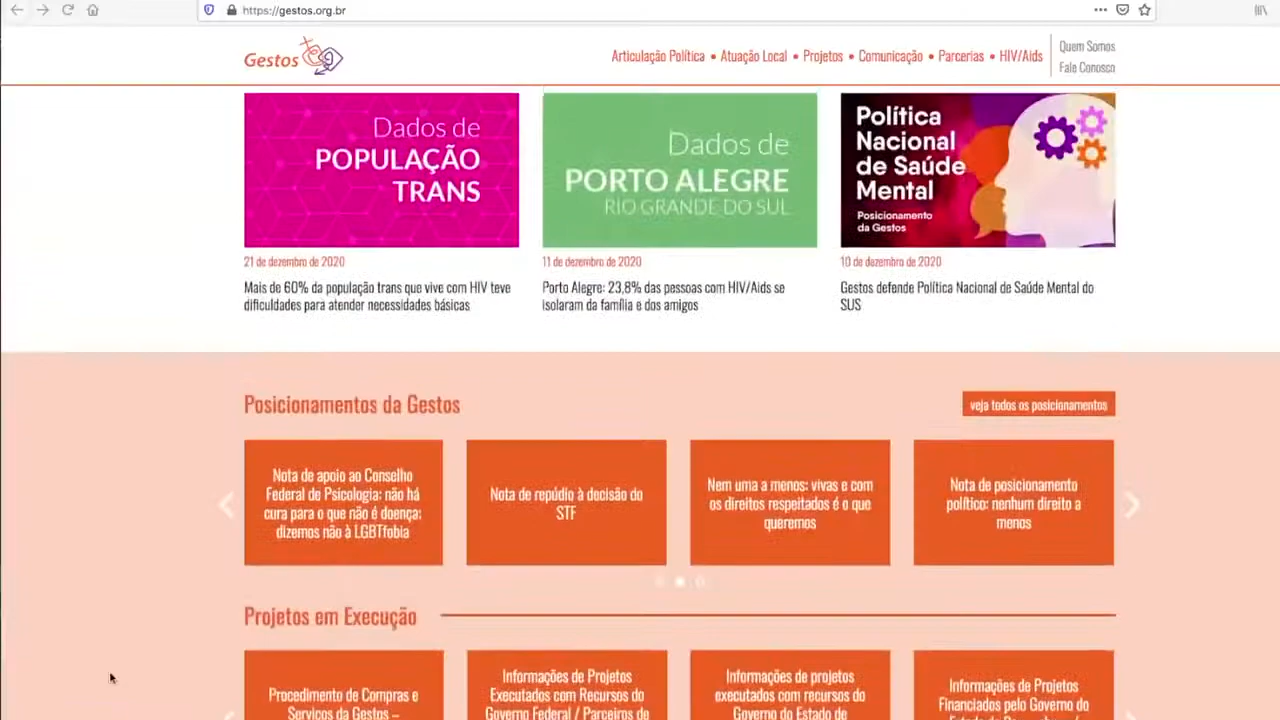 https://gestos.org.br
Gestos
Articulação Política • Atuação Local • Projetos • Comunicação • Parcerias • HIV/Aids
Quem Somos
Fale Conosco
Dados de
POPULAÇÃO
TRANS
21 de dezembro de 2020
Mais de 60% da população trans que vive com HIV teve
dificuldades para atender necessidades básicas
Dados de
PORTO ALEGRE
RIO GRANDE DO SUL
11 de dezembro de 2020
Porto Alegre: 23,8% das pessoas com HIV/Aids se
isolaram da família e dos amigos
Política
Nacional
de Saúde
Mental
Posicionamento
da Gestos
10 de dezembro de 2020
Gestos defende Política Nacional de Saúde Mental do
SUS
Posicionamentos da Gestos
veja todos os posicionamentos
Nota de apoio ao Conselho
Federal de Psicologia: não há
cura para o que não é doença;
dizemos não à LGBTfobia
Nota de repúdio à decisão do
STF
Nem uma a menos: vivas e com
os direitos respeitados é o que
queremos
Nota de posicionamento
político: nenhum direito a
menos
Projetos em Execução
Procedimento de Compras e
Serviços da Gestos –
Informações de Projetos
Executados com Recursos do
Governo Federal / Parceiros de
Informações de projetos
executados com recursos do
Governo do Estado de
Informações de Projetos
Financiados pelo Governo do